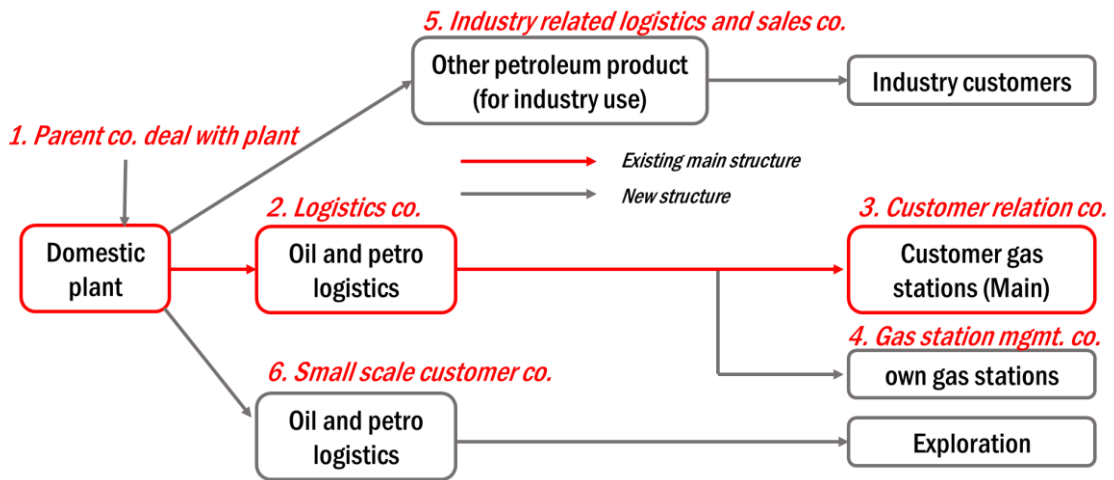 5. Industry related logistics and sales co.
Other petroleum product
(for industry use)
Industry customers
1. Parent co. deal with plant
Existing main structure
New structure
2. Logistics co.
3. Customer relation co.
Domestic
plant
Oil and petro
logistics
Customer gas
stations (Main)
4. Gas station mgmt. co.
own gas stations
6. Small scale customer co.
Oil and petro
logistics
Exploration